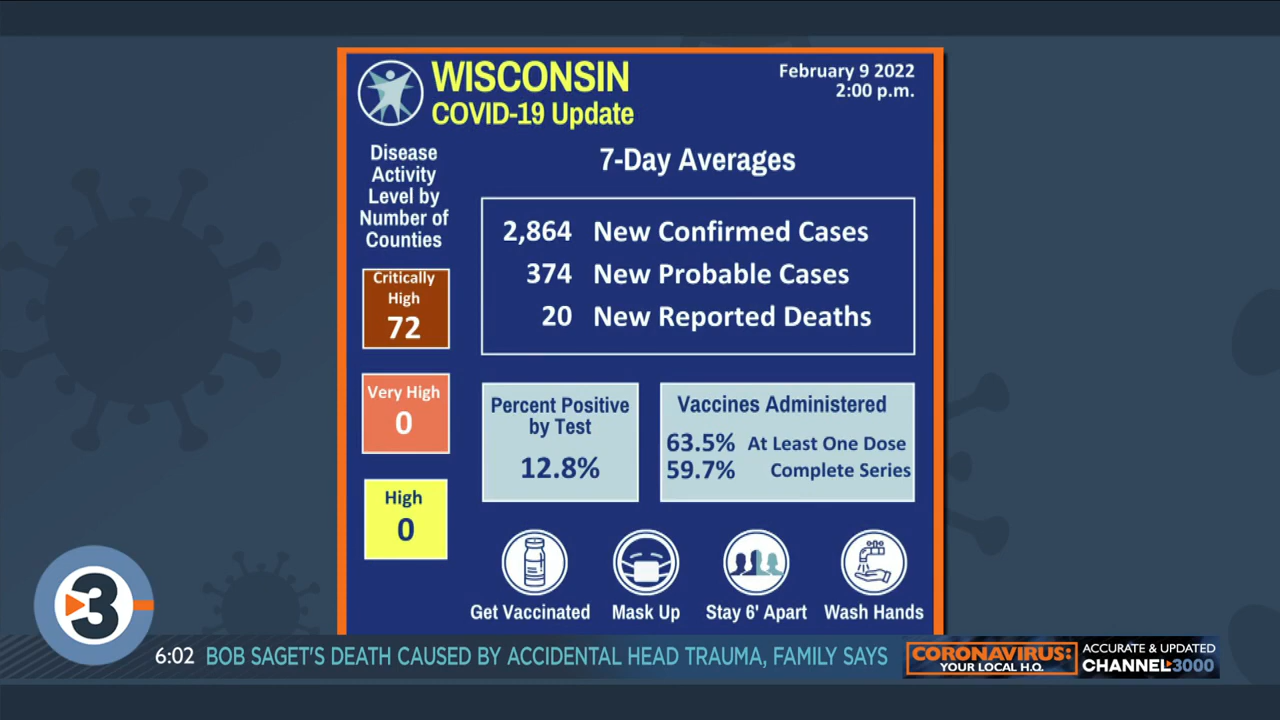 WISCONSIN
COVID-19 Update
February 9 2022
2:00 p.m.
Disease
Activity
Level by
Number of
Counties
Critically
High
72
Very High
0
High
0
7-Day Averages
2,864 New Confirmed Cases
374 New Probable Cases
20 New Reported Deaths
Percent Positive
by Test
12.8%
Vaccines Administered
63.5% At Least One Dose
59.7% Complete Series
Get Vaccinated
Mask Up
Stay 6' Apart
Wash Hands
3
6:02 BOB SAGET'S DEATH CAUSED BY ACCIDENTAL HEAD TRAUMA, FAMILY SAYS
CORONAVIRUS:
YOUR LOCAL H.Q.
ACCURATE & UPDATED
CHANNEL3000